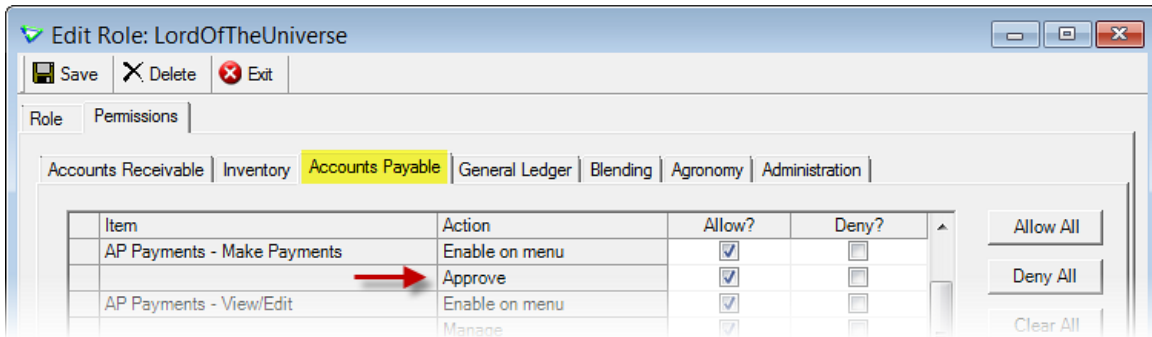 Edit Role: LordOfTheUniverse
Save Delete Exit
Role Permissions
Accounts Receivable Inventory Accounts Payable General Ledger Blending Agronomy Administration
Item Action Allow? Deny? Allow All
AP Payments - Make Payments Enable on menu
Approve Deny All
AP Payments - View/Edit Enable on menu
Manage Clear All